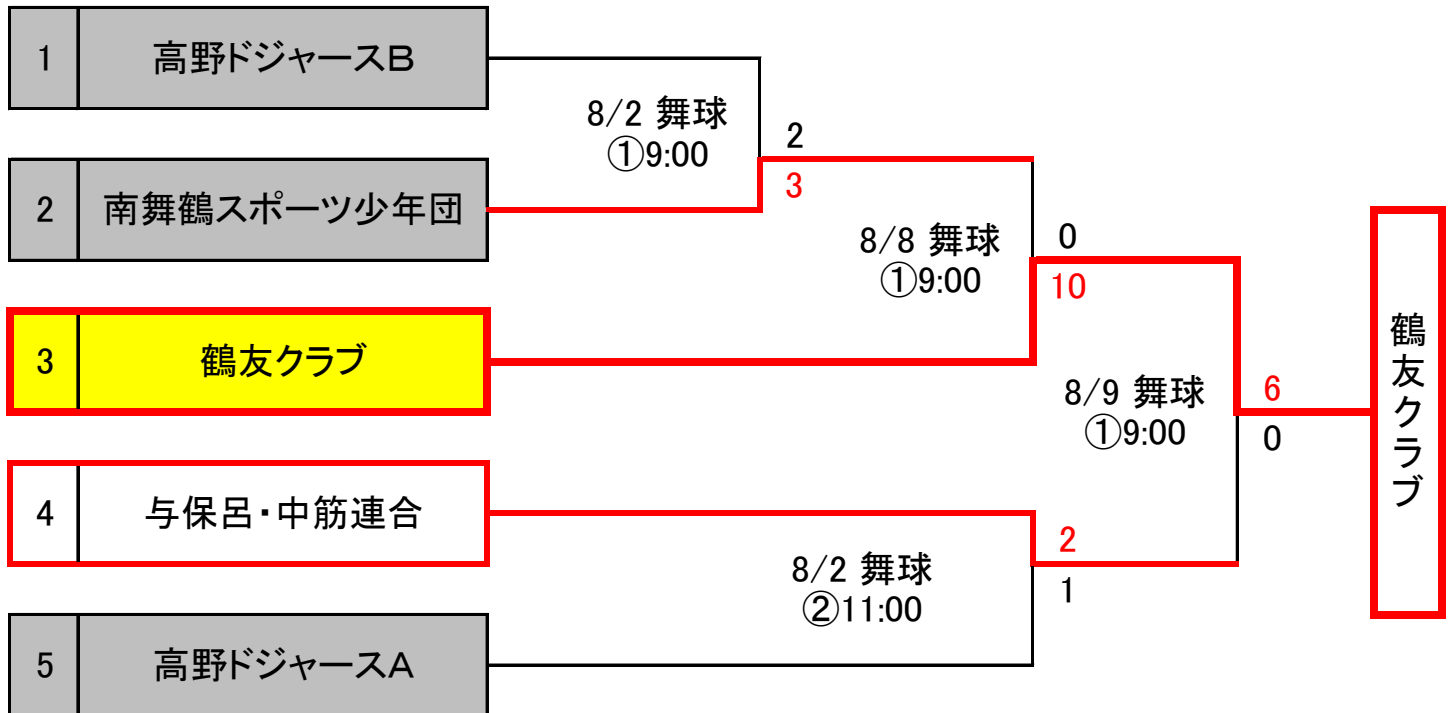 1 高野ドジャースB
8/2 舞球
①9:00
2
3
2 南舞鶴スポーツ少年団
8/8 舞球
①9:00
0
10
3 鶴友クラブ
8/9 舞球
①9:00
6
0
鶴友クラブ
4 与保呂・中筋連合
2
1
8/2 舞球
②11:00
5 高野ドジャースA